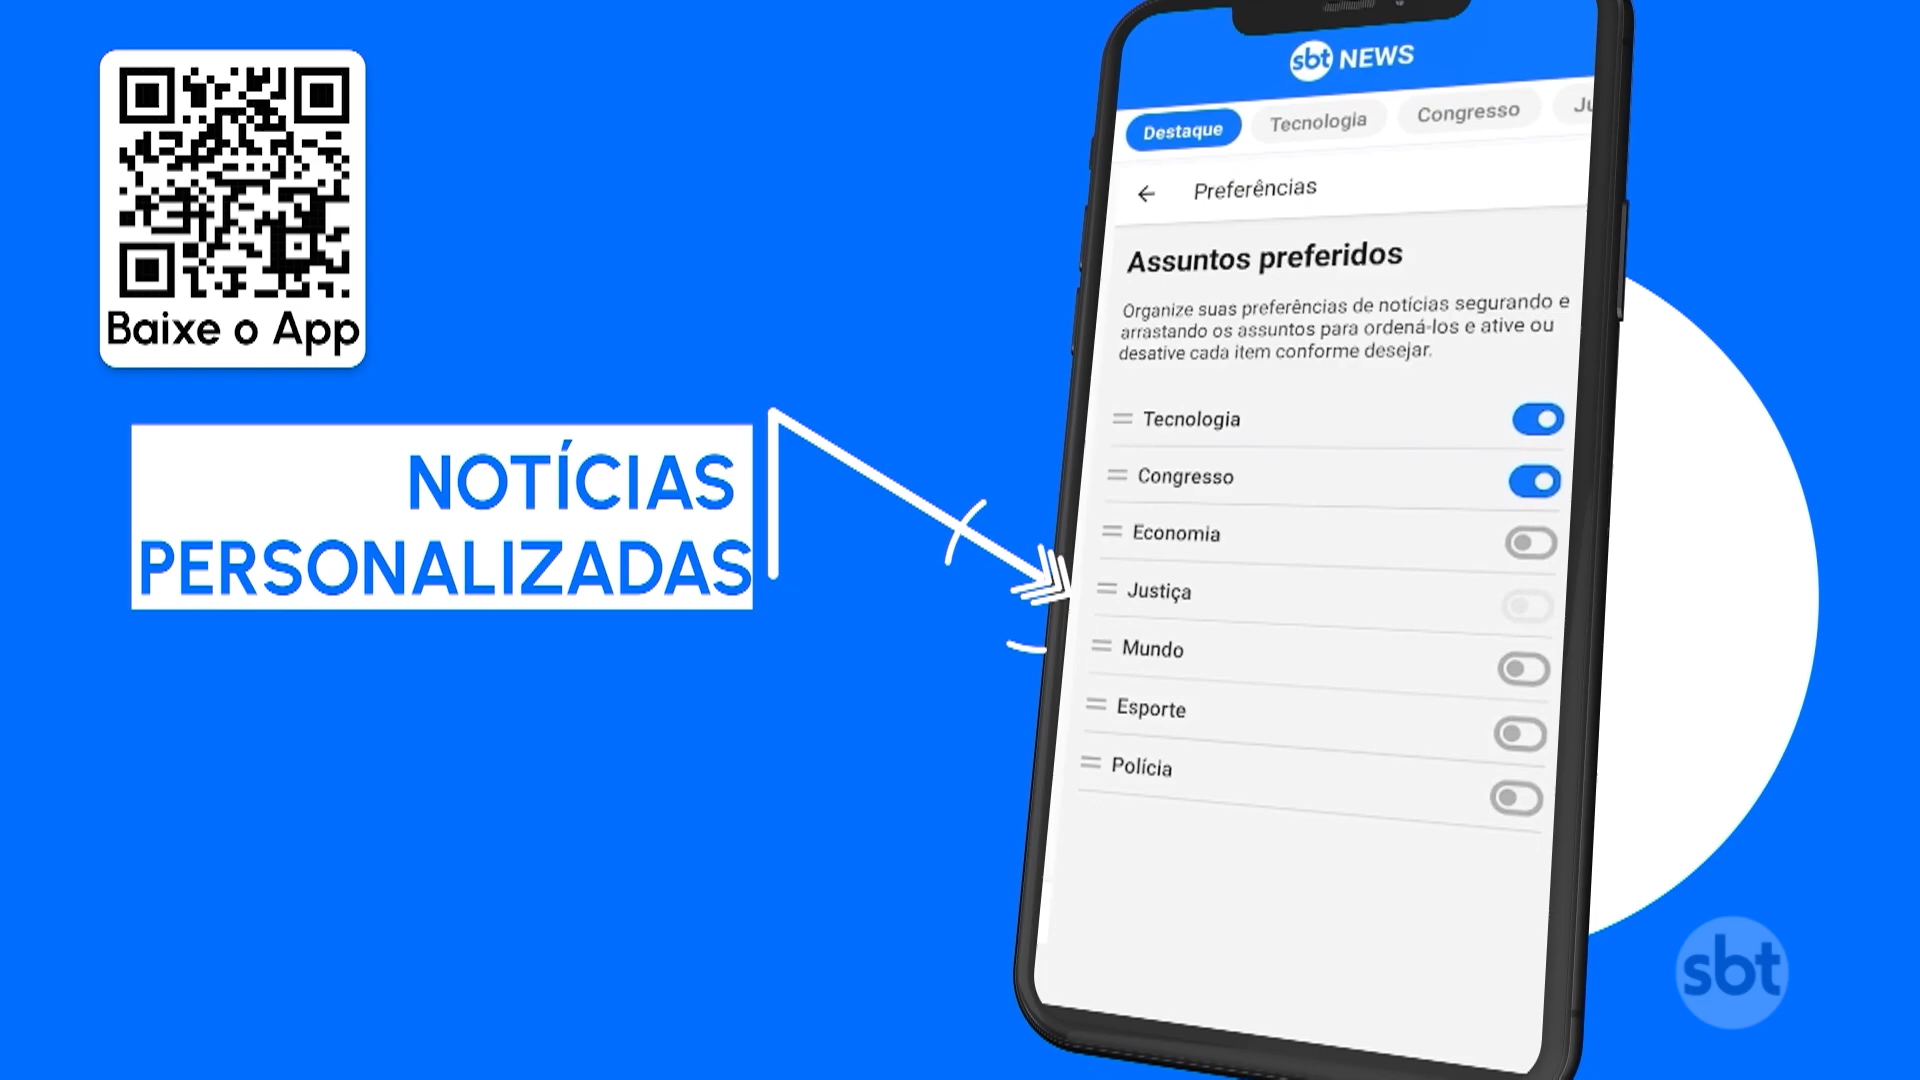 Baixe o App
NOTÍCIAS
PERSONALIZADAS
sbt NEWS
Destaque Tecnologia Congresso Ju
Preferências
Assuntos preferidos
Organize suas preferências de notícias segurando e
arrastando os assuntos para ordená-los e ative ou
desative cada item conforme desejar.
Tecnologia
Congresso
Economia
Justiça
Mundo
Esporte
Polícia
sbt